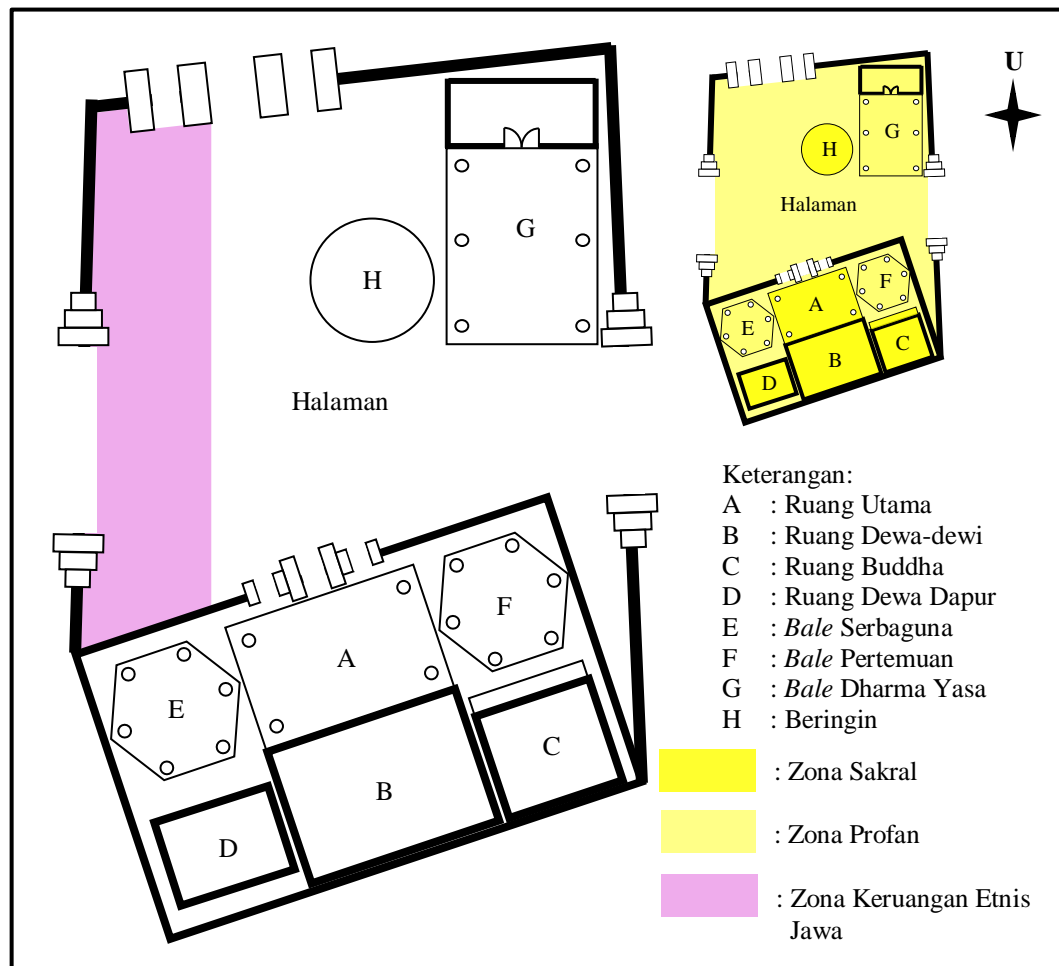 H
G
Halaman
A
B
C
D
E
F
U
H
G
Halaman
A
B
C
D
E
F
Keterangan:
A : Ruang Utama
B : Ruang Dewa-dewi
C : Ruang Buddha
D : Ruang Dewa Dapur
E : Bale Serbaguna
F : Bale Pertemuan
G : Bale Dharma Yasa
H : Beringin
: Zona Sakral
: Zona Profan
: Zona Keruangan Etnis
Jawa